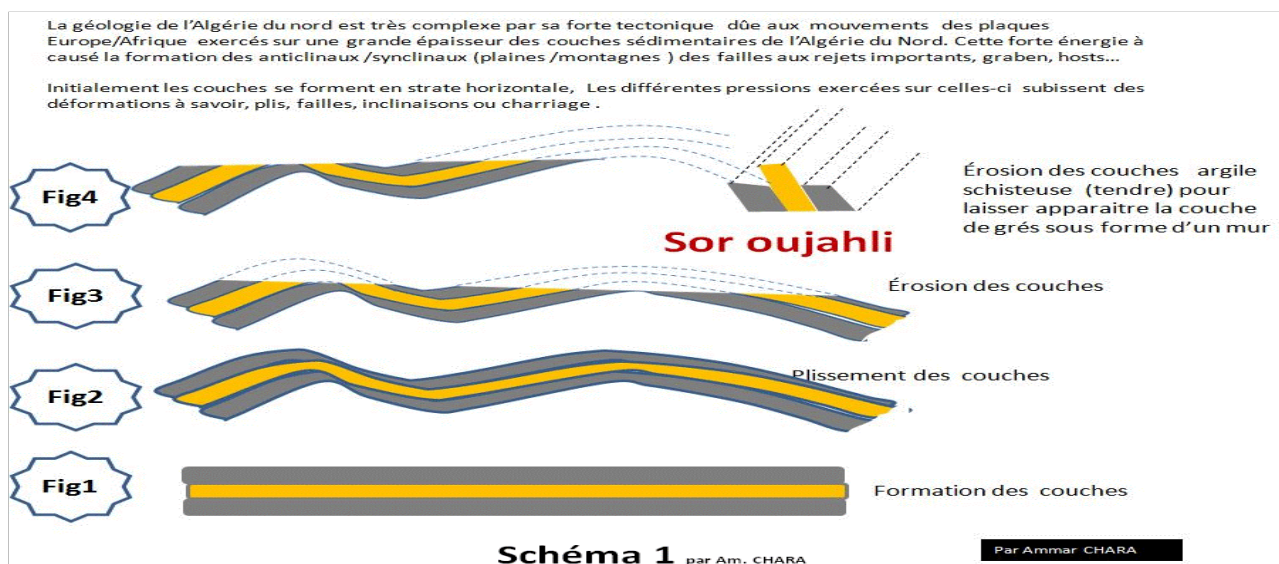 La géologie de l'Algérie du nord est très complexe par sa forte tectonique dûe aux mouvements des plaques
Europe/Afrique exercés sur une grande épaisseur des couches sédimentaires de l'Algérie du Nord. Cette forte énergie à
causé la formation des anticlinaux /synclinaux (plaines /montagnes ) des failles aux rejets importants, graben, hosts...
Initialement les couches se forment en strate horizontale, Les différentes pressions exercées sur celles-ci subissent des
déformations à savoir, plis, failles, inclinaisons ou charriage .
Fig4
Érosion des couches argile
schisteuse (tendre) pour
laisser apparaitre la couche
de grés sous forme d'un mur
Sor oujahli
Fig3
Érosion des couches
Fig2
Plissement des couches
Fig1
Formation des couches
Schéma 1 par Am. CHARA
Par Ammar CHARA